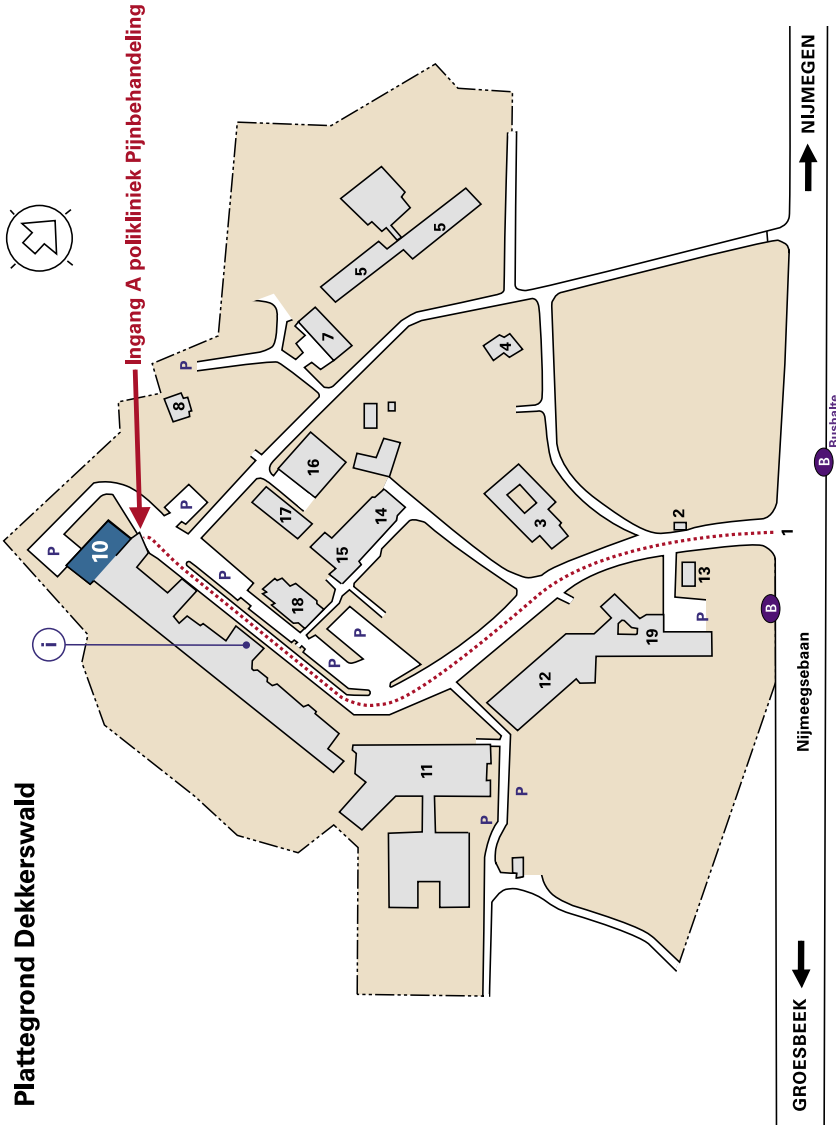 Plattegrond Dekkerswald
Ingang A polikliniek Pijnbehandeling
P
8
P
P
10
P
i
7
5
5
16
17
14
15
18
P
P
4
3
2
1
13
P
19
12
11
P
P
B
Bushalte
B
Nijmeegsebaan
GROESBEEK
NIJMEGEN